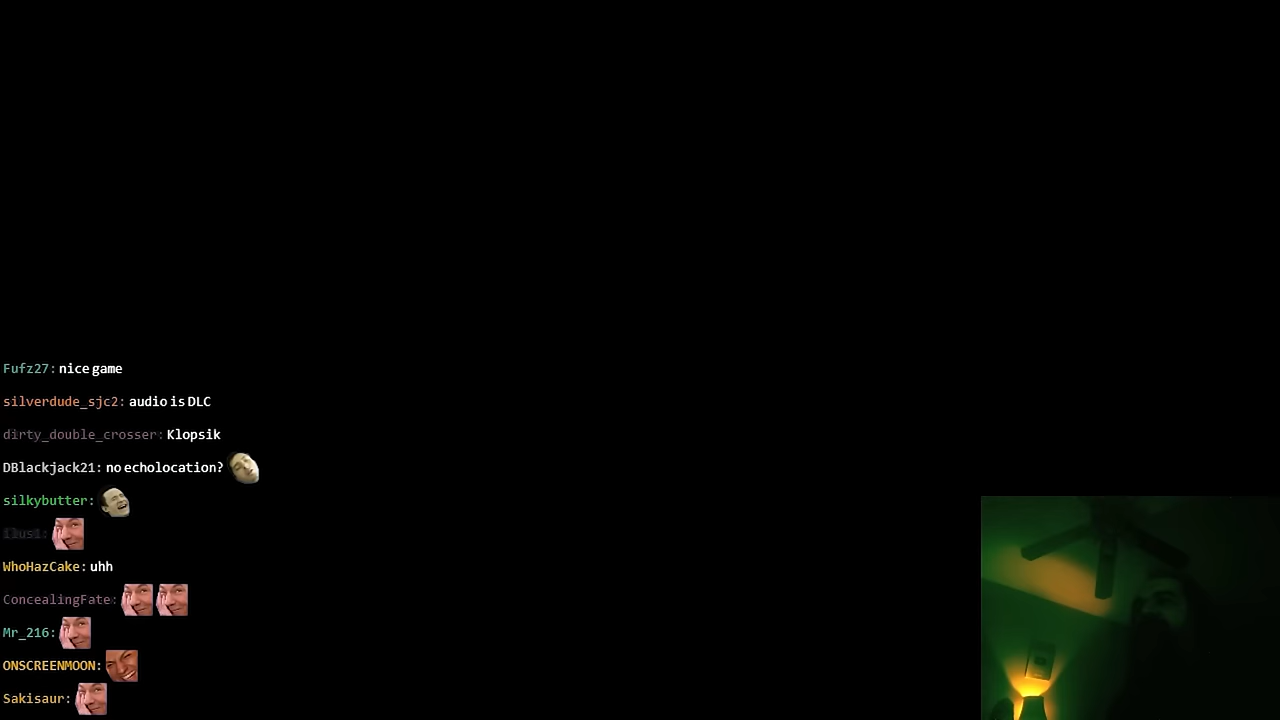 Fufz27: nice game
silverdude_sjc2: audio is DLC
dirty_double_crosser: Klopsik
DBlackjack21: no echolocation?
silkybutter:
WhoHazCake: uhh
ConcealingFate:
Mr_216:
ONSCREENMOON:
Sakisaur: